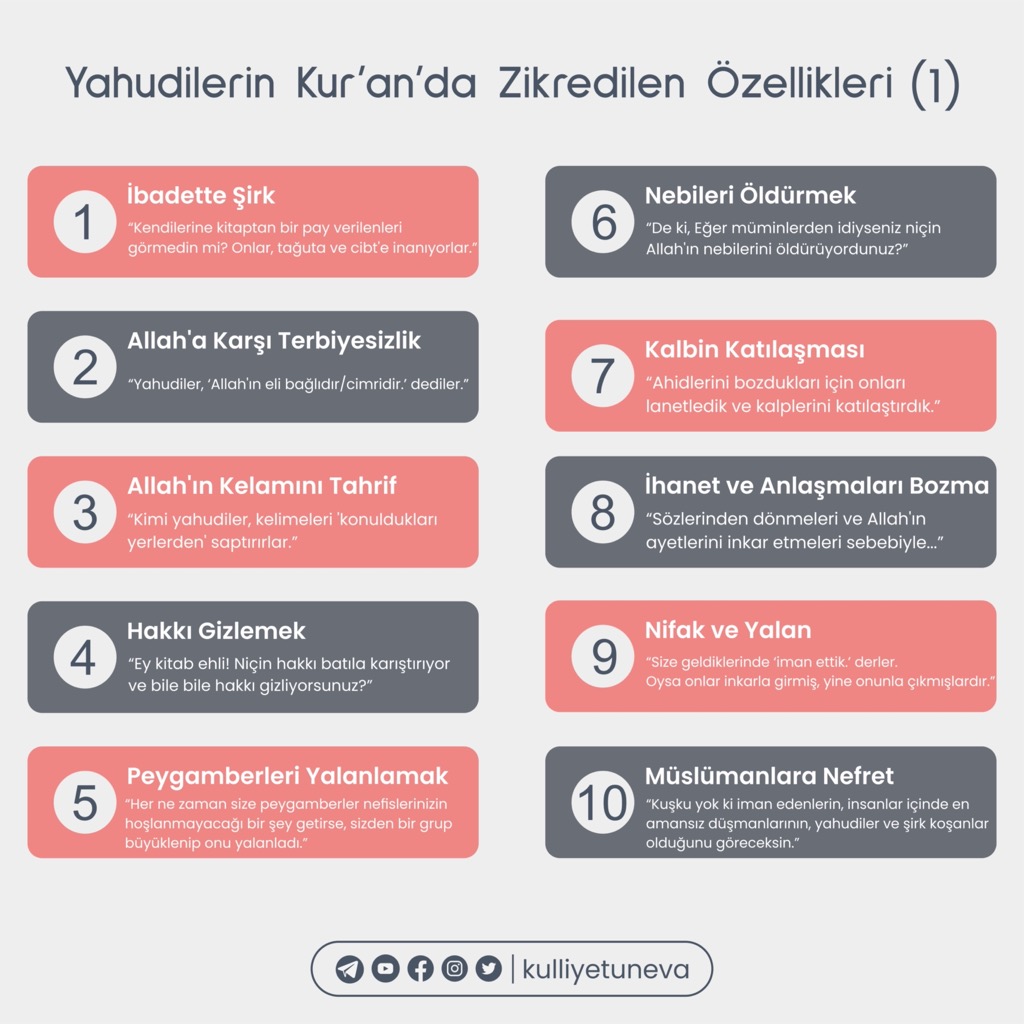 Yahudilerin Kur'an'da Zikredilen Özellikleri (1)
1
İbadette Şirk
“Kendilerine kitaptan bir pay verilenleri
görmedin mi? Onlar, tağuta ve cibt'e inanıyorlar.”
2
Allah'a Karşı Terbiyesizlik
“Yahudiler, ‘Allah'ın eli bağlıdır/cimridir.’ dediler.”
3
Allah'ın Kelamını Tahrif
“Kimi yahudiler, kelimeleri 'konuldukları
yerlerden' saptırırlar.”
4
Hakkı Gizlemek
“Ey kitab ehli! Niçin hakkı batıla karıştırıyor
ve bile bile hakkı gizliyorsunuz?”
5
Peygamberleri Yalanlamak
“Her ne zaman size peygamberler nefislerinizin
hoşlanmayacağı bir şey getirse, sizden bir grup
büyüklenip onu yalanladı.”
6
Nebileri Öldürmek
“De ki, Eğer müminlerden idiyseniz niçin
Allah'ın nebilerini öldürüyordunuz?”
7
Kalbin Katılaşması
“Ahidlerini bozdukları için onları
lanetledik ve kalplerini katılaştırdık.”
8
İhanet ve Anlaşmaları Bozma
“Sözlerinden dönmeleri ve Allah'ın
ayetlerini inkar etmeleri sebebiyle...”
9
Nifak ve Yalan
“Size geldiklerinde ‘iman ettik.’ derler.
Oysa onlar inkarla girmiş, yine onunla çıkmışlardır.”
10
Müslümanlara Nefret
“Kuşku yok ki iman edenlerin, insanlar içinde en
amansız düşmanlarının, yahudiler ve şirk koşanlar
olduğunu göreceksin.”
kulliyetuneva